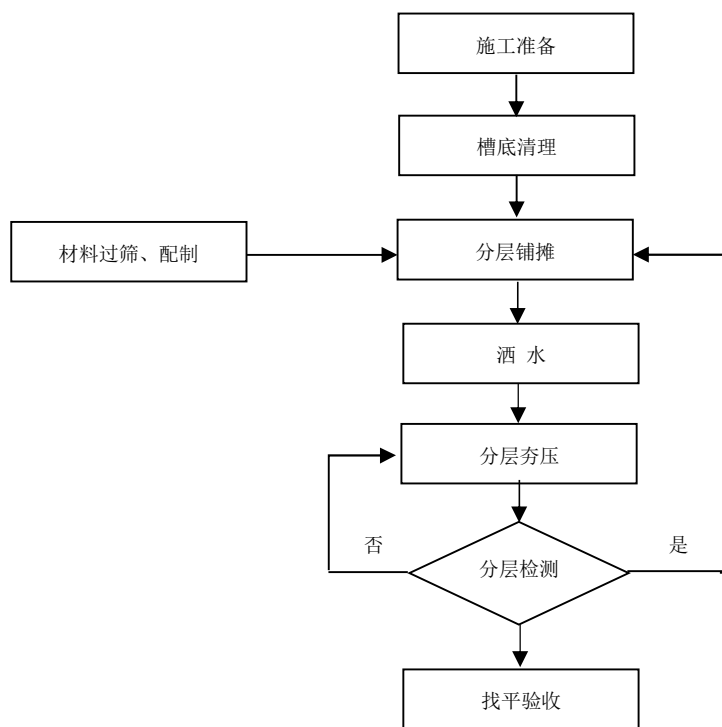 施工准备
槽底清理
材料过筛、配制
分层铺摊
洒 水
分层夯压
否
是
分层检测
找平验收